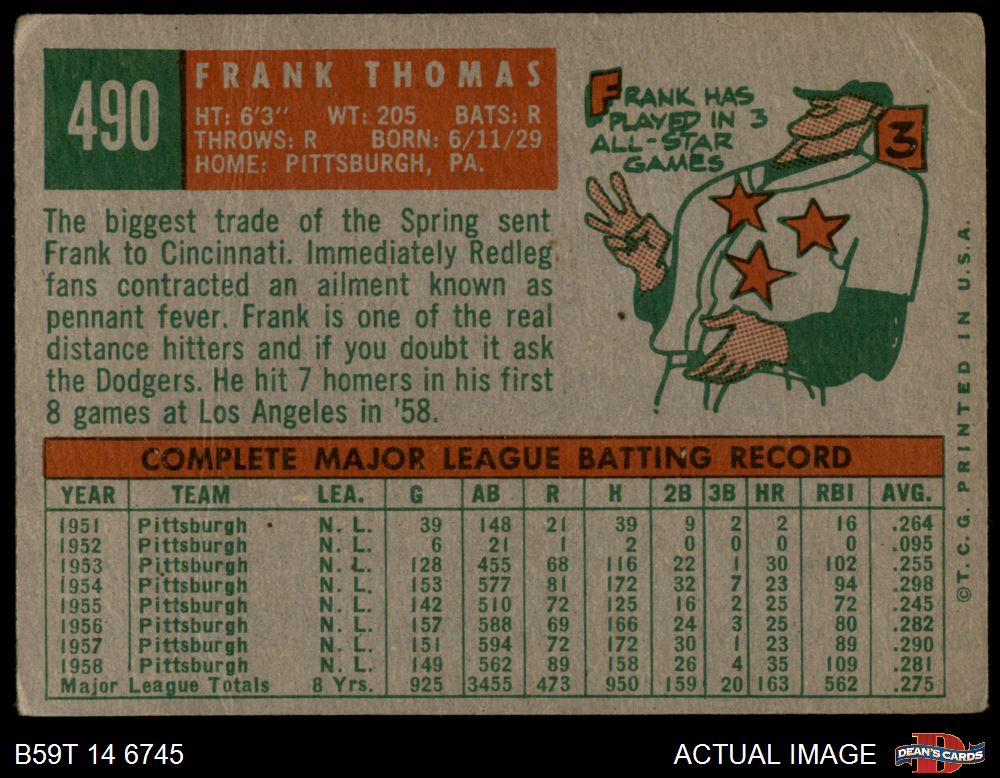 490
FRANK THOMAS
HT: 6'3" WT: 205 BATS: R
THROWS: R BORN: 6/11/29
HOME: PITTSBURGH, PA.
FRANK HAS
PLAYED IN 3
ALL-STAR
GAMES
3
The biggest trade of the Spring sent
Frank to Cincinnati. Immediately Redleg
fans contracted an ailment known as
pennant fever. Frank is one of the real
distance hitters and if you doubt it ask
the Dodgers. He hit 7 homers in his first
8 games at Los Angeles in '58.
COMPLETE MAJOR LEAGUE BATTING RECORD
YEAR TEAM LEA. G AB R H 2B 3B HR RBI AVG.
1951 Pittsburgh N. L. 39 148 21 39 9 2 2 16 .264
1952 Pittsburgh N. L. 6 21 1 2 0 0 0 0 .095
1953 Pittsburgh N. L. 128 455 68 116 22 1 30 102 .255
1954 Pittsburgh N. L. 153 577 81 172 32 7 23 94 .298
1955 Pittsburgh N. L. 142 510 72 125 16 2 25 72 .245
1956 Pittsburgh N. L. 157 588 69 166 24 3 25 80 .282
1957 Pittsburgh N. L. 151 594 72 172 30 1 23 89 .290
1958 Pittsburgh N. L. 149 562 89 158 26 4 35 109 .281
Major League Totals 8 Yrs. 925 3455 473 950 159 20 163 562 .275
©T. C. G. PRINTED IN U.S.A.
B59T 14 6745
ACTUAL IMAGE
D
DEAN'S CARDS